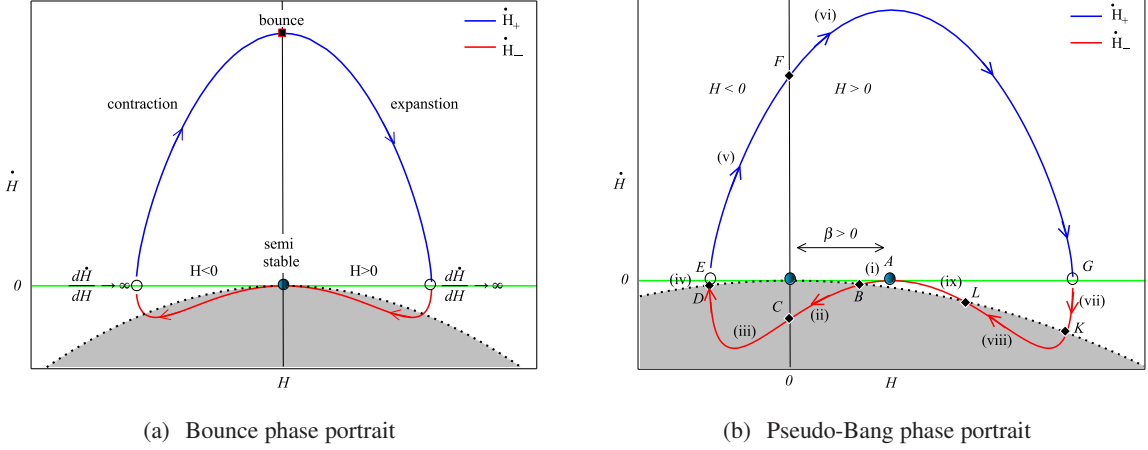 bounce
Ḣ₊
Ḣ₋
contraction
expanstion
Ḣ
semi
stable
H<0
H>0
0
dḢ/dH → ∞
dḢ/dH → ∞
H
(a) Bounce phase portrait
Ḣ₊
Ḣ₋
(vi)
F
H < 0
H > 0
(v)
Ḣ
β > 0
E
A
G
0
(iv)
(i)
(ix)
D
B
L
(vii)
C
(ii)
K
(iii)
(viii)
0
H
(b) Pseudo-Bang phase portrait